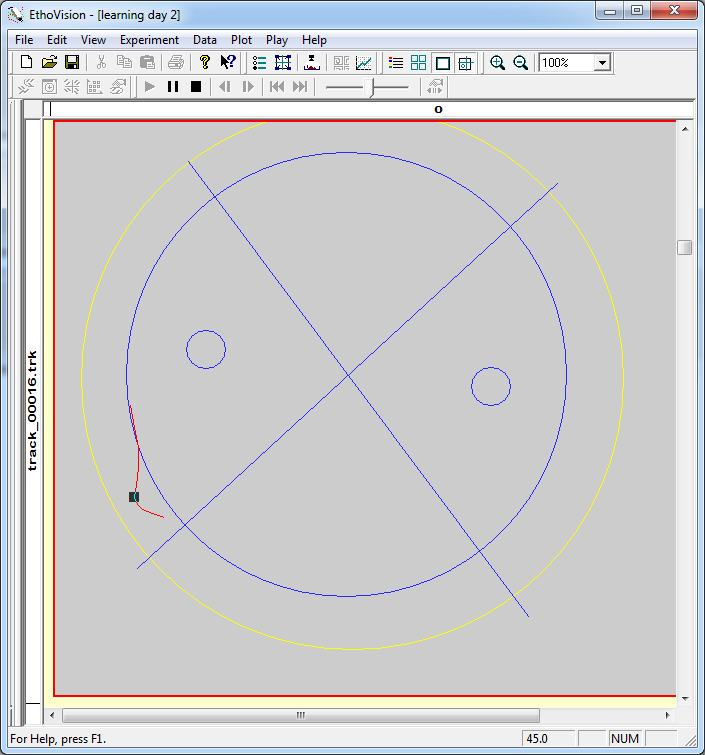 EthoVision - [learning day 2]
File Edit View Experiment Data Plot Play Help
100%
o
track_00016.trk
For Help, press F1.
45.0
NUM